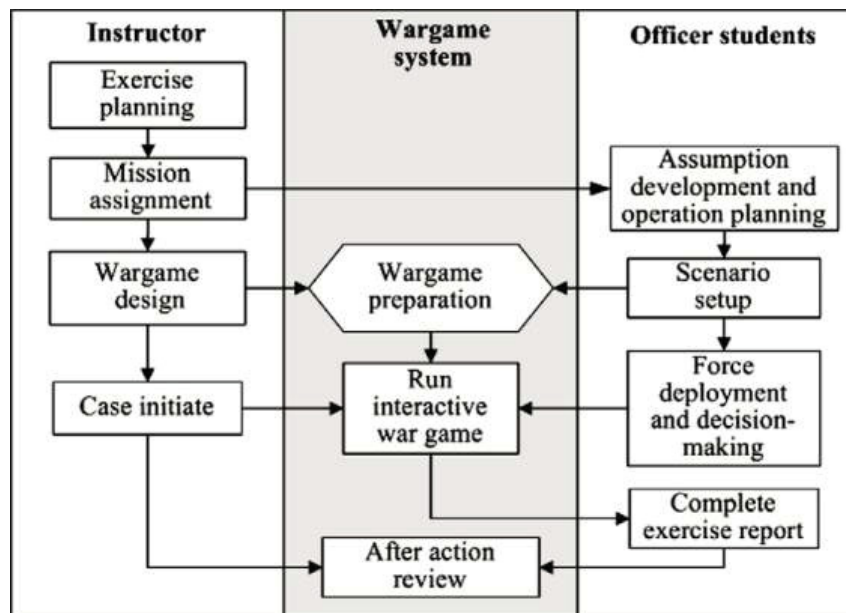 Instructor
Wargame
system
Officer students
Exercise
planning
Mission
assignment
Assumption
development and
operation planning
Wargame
design
Wargame
preparation
Scenario
setup
Case initiate
Run
interactive
war game
Force
deployment
and decision-
making
Complete
exercise report
After action
review